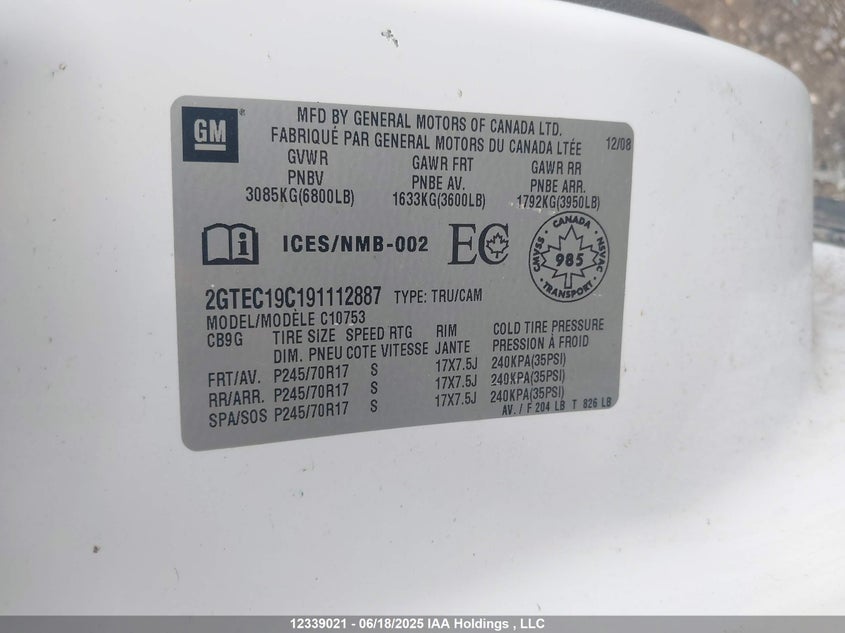 GM
MFD BY GENERAL MOTORS OF CANADA LTD.
FABRIQUÉ PAR GENERAL MOTORS DU CANADA LTÉE
12/08
GVWR GAWR FRT GAWR RR
PNBV PNBE AV. PNBE ARR.
3085KG(6800LB) 1633KG(3600LB) 1792KG(3950LB)
i ICES/NMB-002 EC
CANADA
CMVSS 985 NSVAC
TRANSPORT
2GTEC19C191112887 TYPE: TRU/CAM
MODEL/MODÈLE C10753
CB9G TIRE SIZE SPEED RTG RIM COLD TIRE PRESSURE
DIM. PNEU COTE VITESSE JANTE PRESSION À FROID
FRT/AV. P245/70R17 S 17X7.5J 240KPA(35PSI)
RR/ARR. P245/70R17 S 17X7.5J 240KPA(35PSI)
SPA/SOS P245/70R17 S 17X7.5J 240KPA(35PSI)
AV. / F 204 LB T 826 LB
12339021 - 06/18/2025 IAA Holdings , LLC